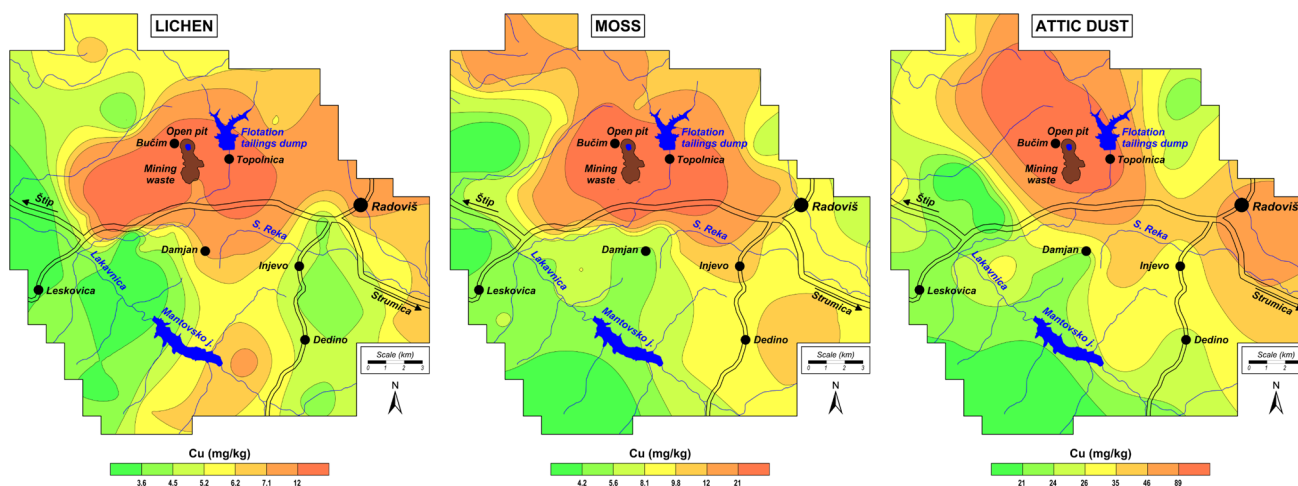 LICHEN
Open pit
Bučim
Flotation
tailings dump
Topolnica
Mining
waste
Štip
Radoviš
S. Reka
Damjan
Injevo
Lakavnica
Leskovica
Strumica
Mantovsko j.
Dedino
Scale (km)
0 1 2 3
N
Cu (mg/kg)
3.6 4.5 5.2 6.2 7.1 12
MOSS
Open pit
Bučim
Flotation
tailings dump
Topolnica
Mining
waste
Štip
Radoviš
S. Reka
Damjan
Injevo
Lakavnica
Leskovica
Strumica
Mantovsko j.
Dedino
Scale (km)
0 1 2 3
N
Cu (mg/kg)
4.2 5.6 8.1 9.8 12 21
ATTIC DUST
Open pit
Bučim
Flotation
tailings dump
Topolnica
Mining
waste
Štip
Radoviš
S. Reka
Damjan
Injevo
Lakavnica
Leskovica
Strumica
Mantovsko j.
Dedino
Scale (km)
0 1 2 3
N
Cu (mg/kg)
21 24 26 35 46 89